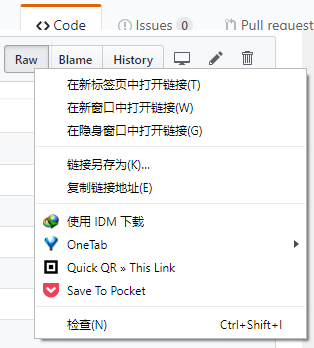 Code Issues 0 Pull request
Raw Blame History
在新标签页中打开链接(T)
在新窗口中打开链接(W)
在隐身窗口中打开链接(G)
链接另存为(K)...
复制链接地址(E)
使用 IDM 下载
OneTab
Quick QR » This Link
Save To Pocket
检查(N) Ctrl+Shift+I